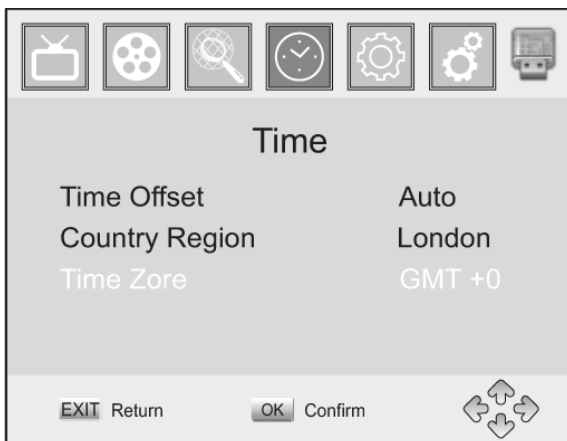 Time
Time Offset Auto
Country Region London
Time Zore GMT +0
EXIT Return OK Confirm